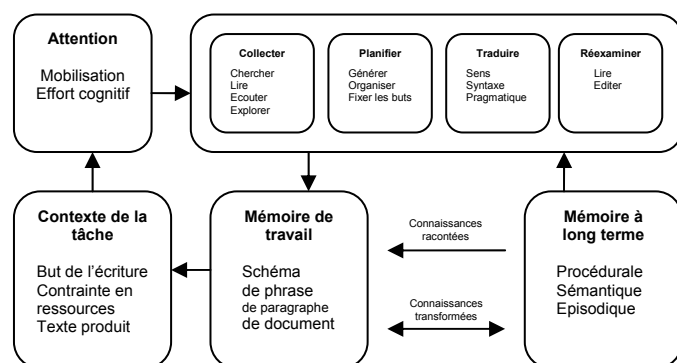 Attention
Mobilisation
Effort cognitif
Collecter
Chercher
Lire
Ecouter
Explorer
Planifier
Générer
Organiser
Fixer les buts
Traduire
Sens
Syntaxe
Pragmatique
Réexaminer
Lire
Editer
Contexte de la
tâche
But de l'écriture
Contrainte en
ressources
Texte produit
Mémoire de
travail
Schéma
de phrase
de paragraphe
de document
Connaissances
racontées
Connaissances
transformées
Mémoire à
long terme
Procédurale
Sémantique
Episodique